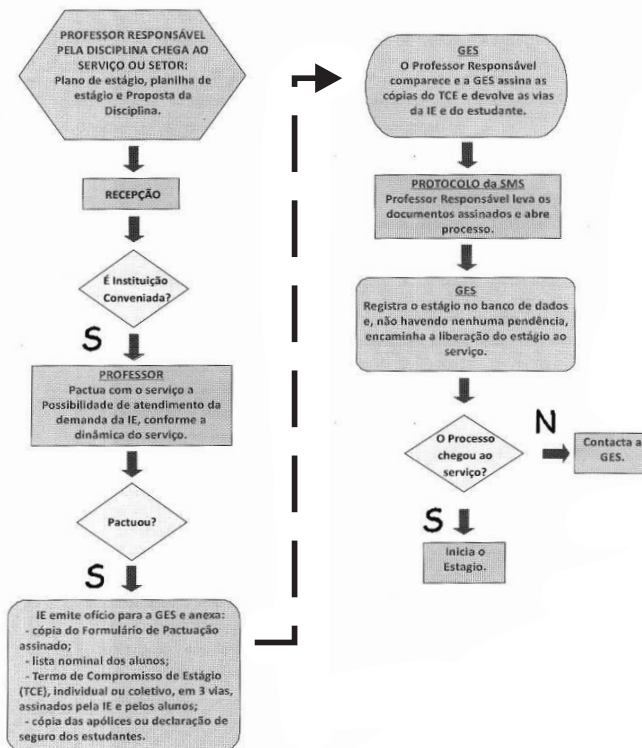 PROFESSOR RESPONSÁVEL
PELA DISCIPLINA CHEGA AO
SERVIÇO OU SETOR:
Plano de estágio, planilha de
estágio e Proposta da
Disciplina.
RECEPÇÃO
É Instituição
Conveniada?
S
PROFESSOR
Pactua com o serviço a
Possibilidade de atendimento da
demanda da IE, conforme a
dinâmica do serviço.
Pactuou?
S
IE emite ofício para a GES e anexa:
- cópia do Formulário de Pactuação
assinado;
- lista nominal dos alunos;
- Termo de Compromisso de Estágio
(TCE), individual ou coletivo, em 3 vias,
assinados pela IE e pelos alunos;
- cópia das apólices ou declaração de
seguro dos estudantes.
GES
O Professor Responsável
comparece e a GES assina as
cópias do TCE e devolve as vias
da IE e do estudante.
PROTOCOLO da SMS
Professor Responsável leva os
documentos assinados e abre
processo.
GES
Registra o estágio no banco de dados
e, não havendo nenhuma pendência,
encaminha a liberação do estágio ao
serviço.
O Processo
chegou ao
serviço?
N
Contacta a
GES.
S
Inicia o
Estagio.